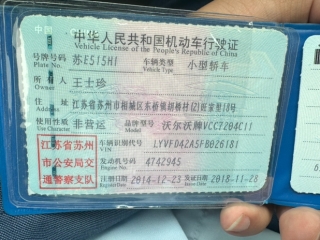 中华人民共和国机动车行驶证
Vehicle License of the People's Republic of China
号牌号码 苏E515H1 车辆类型 小型轿车
Plate No. Vehicle Type
所有人 王士珍
Owner
住址 江苏省苏州市相城区东桥镇胡桥村(2)旺窑里18号
Address
使用性质 非营运 品牌型号 沃尔沃牌VCC7204C11
Use Character Model
江苏省苏州 车辆识别代号 LYVFD42A5FB026181
VIN
市公安局交 发动机号码 4742945
Engine No.
通警察支队 注册日期 2014-12-23 发证日期 2018-11-28
Register Date Issue Date